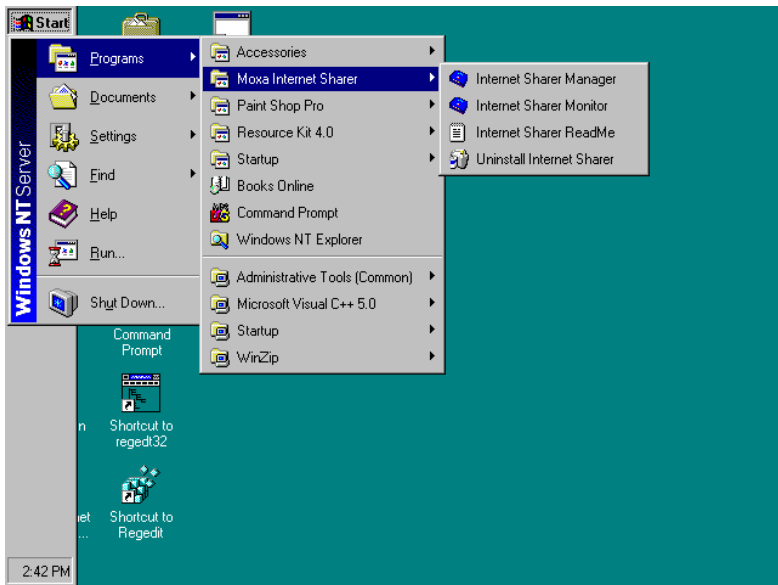 Start
Programs
Documents
Settings
Find
Help
Run...
Shut Down...
Windows NT Server
Accessories
Moxa Internet Sharer
Paint Shop Pro
Resource Kit 4.0
Startup
Books Online
Command Prompt
Windows NT Explorer
Administrative Tools (Common)
Microsoft Visual C++ 5.0
Startup
WinZip
Internet Sharer Manager
Internet Sharer Monitor
Internet Sharer ReadMe
Uninstall Internet Sharer
Command
Prompt
Shortcut to
regedt32
Shortcut to
Regedit
2:42 PM